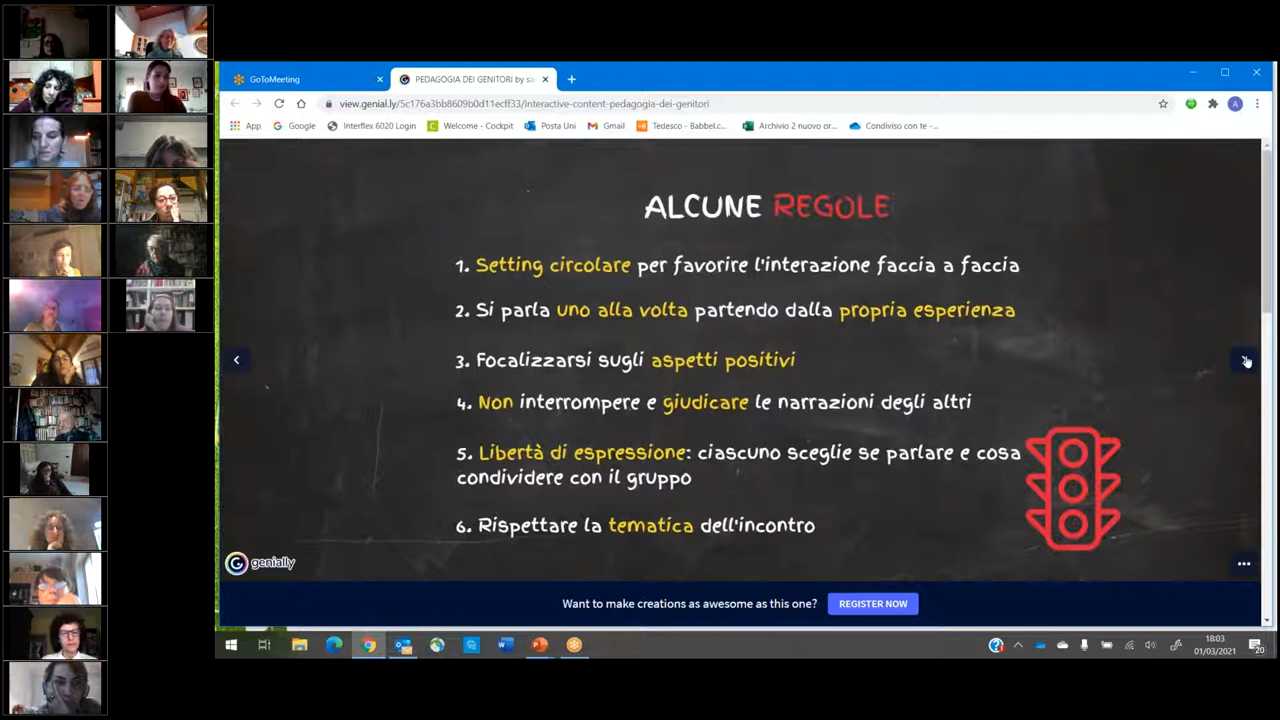 GoToMeeting
PEDAGOGIA DEI GENITORI by
view.genial.ly/5c176a3bb8609b0d11ecff33/interactive-content-pedagogia-dei-genitori
App Google Interflex 6020 Login Welcome - Cockpit Posta Uni Gmail Tedesco - Babbel.c... Archivio 2 nuovo or... Condiviso con te -...
ALCUNE REGOLE
1. Setting circolare per favorire l'interazione faccia a faccia
2. Si parla uno alla volta partendo dalla propria esperienza
3. Focalizzarsi sugli aspetti positivi
4. Non interrompere e giudicare le narrazioni degli altri
5. Libertà di espressione: ciascuno sceglie se parlare e cosa
condividere con il gruppo
6. Rispettare la tematica dell'incontro
genially
Want to make creations as awesome as this one? REGISTER NOW
18:03
01/03/2021
20